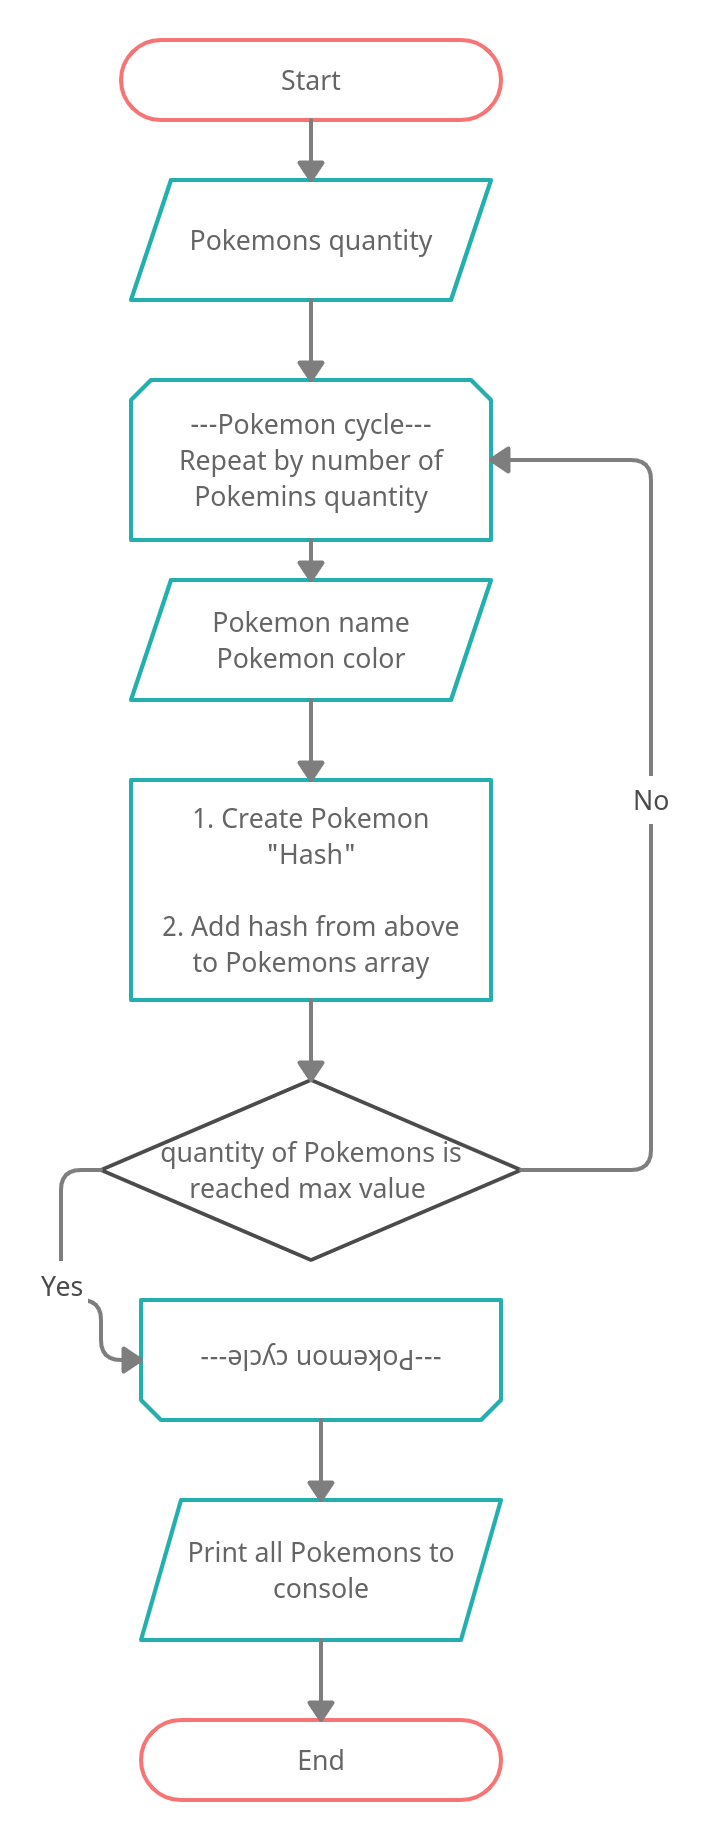 Start
Pokemons quantity
---Pokemon cycle---
Repeat by number of
Pokemins quantity
Pokemon name
Pokemon color
1. Create Pokemon
"Hash"
2. Add hash from above
to Pokemons array
No
quantity of Pokemons is
reached max value
Yes
---Pokemon cycle---
Print all Pokemons to
console
End